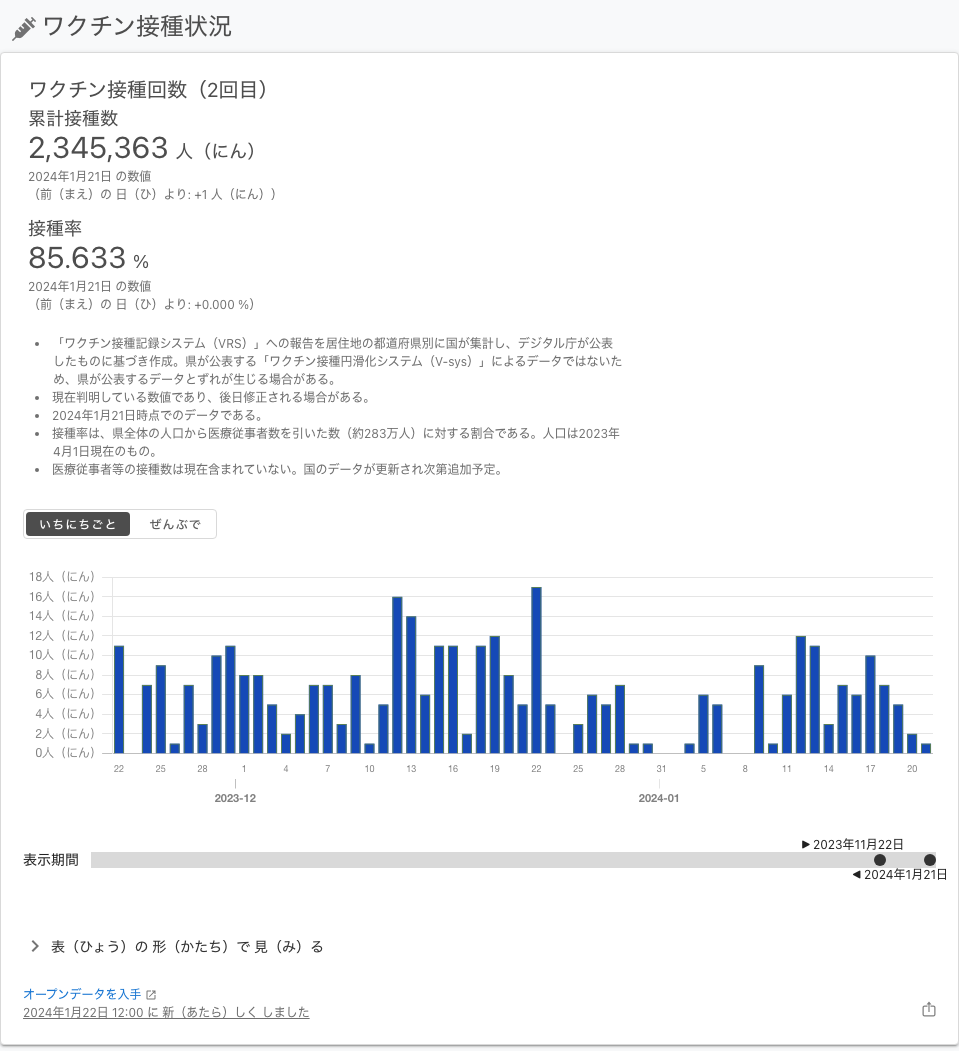 ワクチン接種状況
ワクチン接種回数（2回目）
累計接種数
2,345,363 人（にん）
2024年1月21日 の数値
（前（まえ）の 日（ひ）より: +1 人（にん））
接種率
85.633 %
2024年1月21日 の数値
（前（まえ）の 日（ひ）より: +0.000 %）
• 「ワクチン接種記録システム（VRS）」への報告を居住地の都道府県別に国が集計し、デジタル庁が公表
したものに基づき作成。県が公表する「ワクチン接種円滑化システム（V-sys）」によるデータではないた
め、県が公表するデータとずれが生じる場合がある。
• 現在判明している数値であり、後日修正される場合がある。
• 2024年1月21日時点でのデータである。
• 接種率は、県全体の人口から医療従事者数を引いた数（約283万人）に対する割合である。人口は2023年
4月1日現在のもの。
• 医療従事者等の接種数は現在含まれていない。国のデータが更新され次第追加予定。
いちにちごと ぜんぶで
18人（にん）
16人（にん）
14人（にん）
12人（にん）
10人（にん）
8人（にん）
6人（にん）
4人（にん）
2人（にん）
0人（にん）
22 25 28 1 4 7 10 13 16 19 22 25 28 31 5 8 11 14 17 20
2023-12 2024-01
▶ 2023年11月22日
表示期間
◀ 2024年1月21日
表（ひょう）の 形（かたち）で 見（み）る
オープンデータを入手
2024年1月22日 12:00 に 新（あたら）しく しました